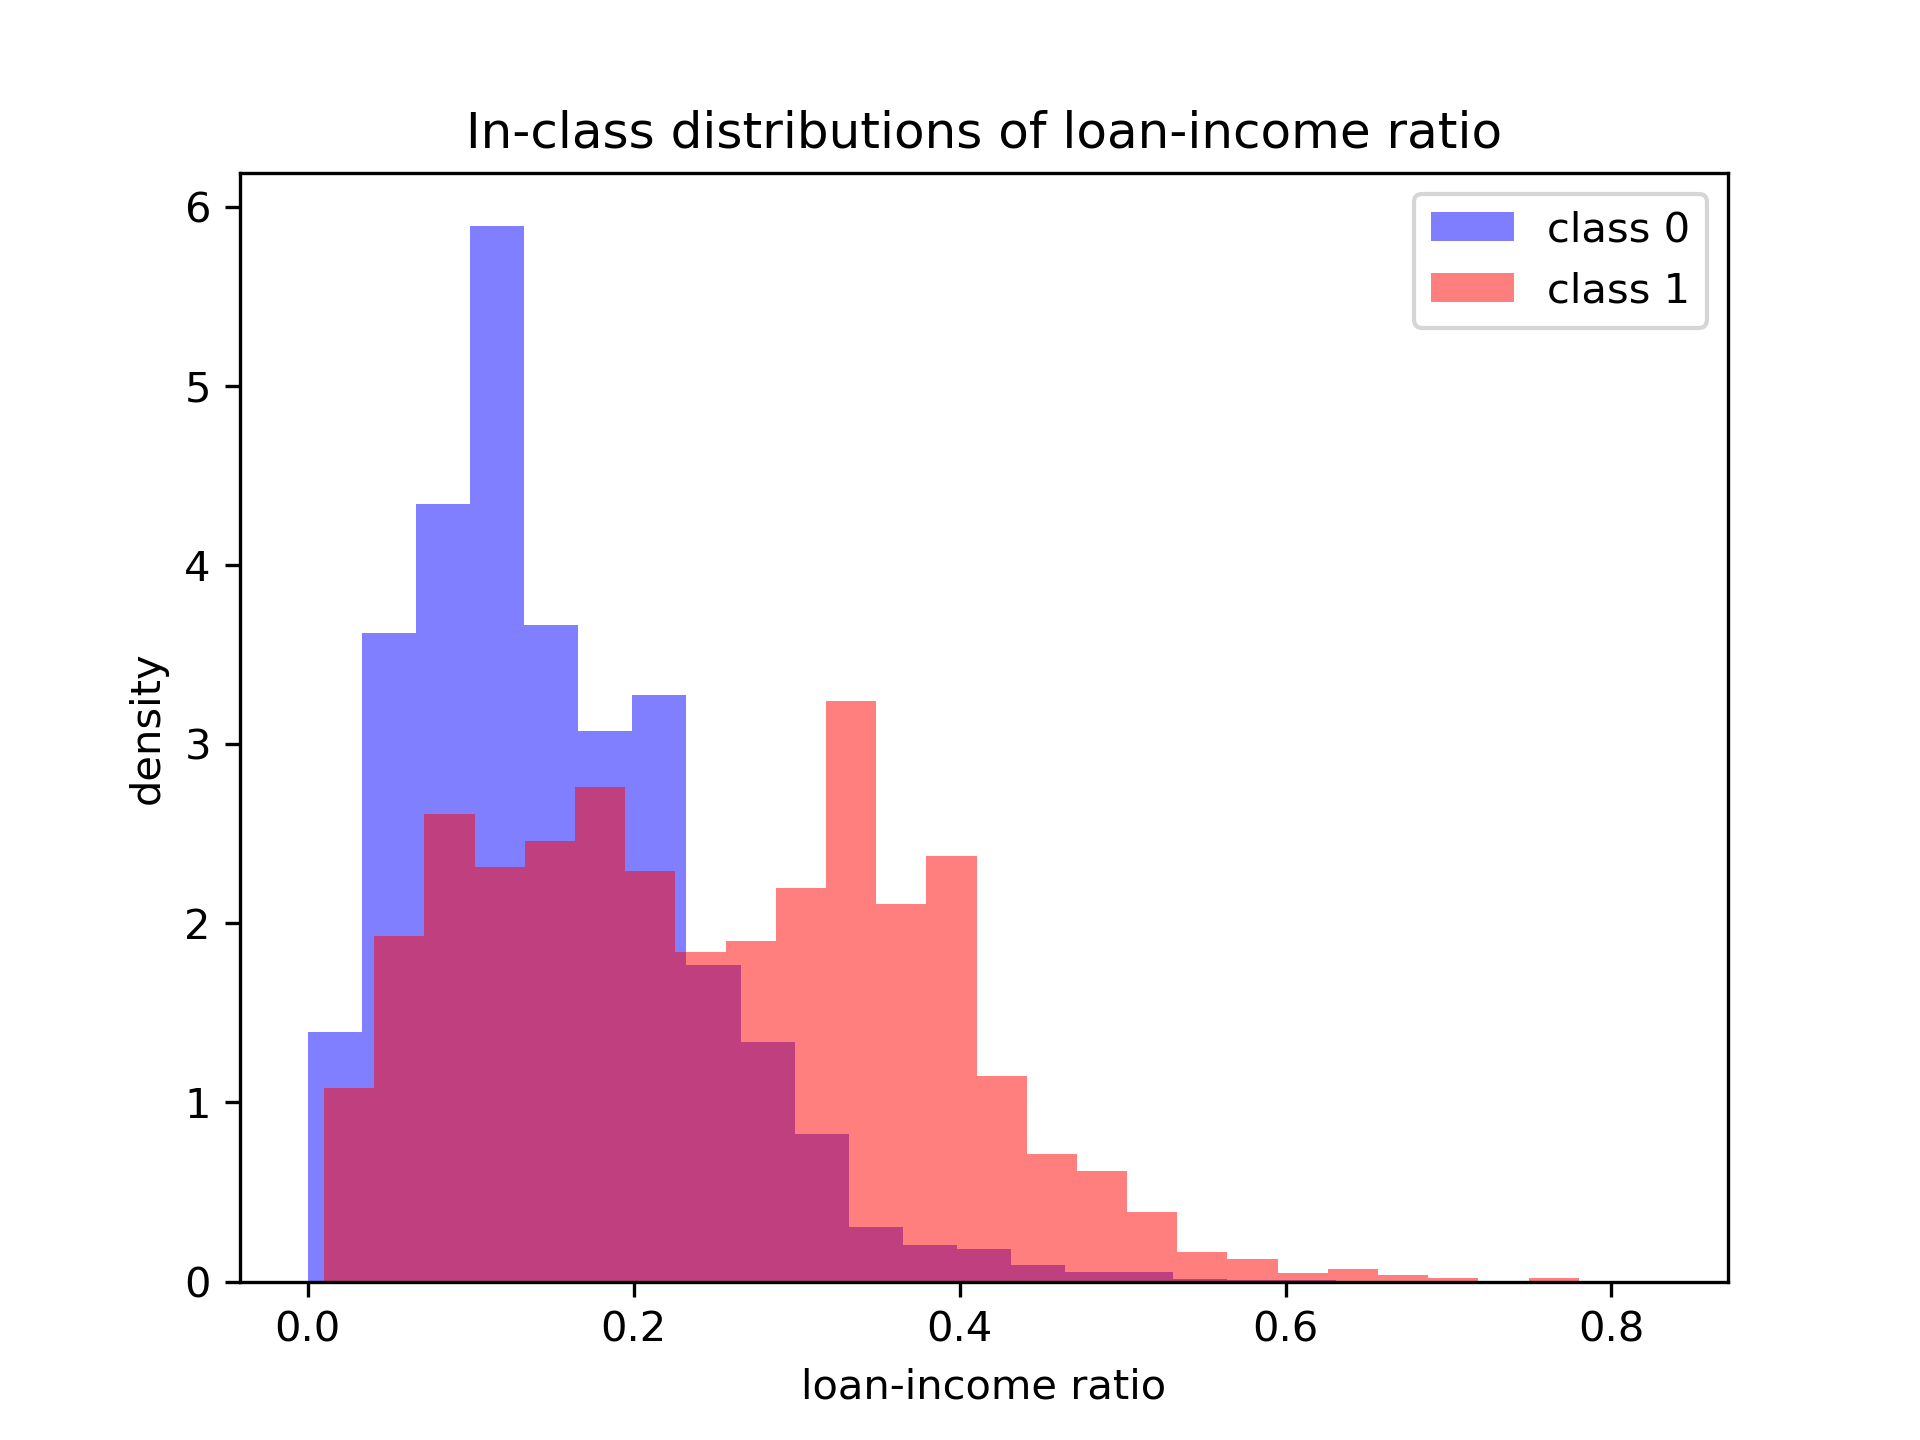 In-class distributions of loan-income ratio
class 0
class 1
6
5
4
3
2
1
0
density
0.0 0.2 0.4 0.6 0.8
loan-income ratio